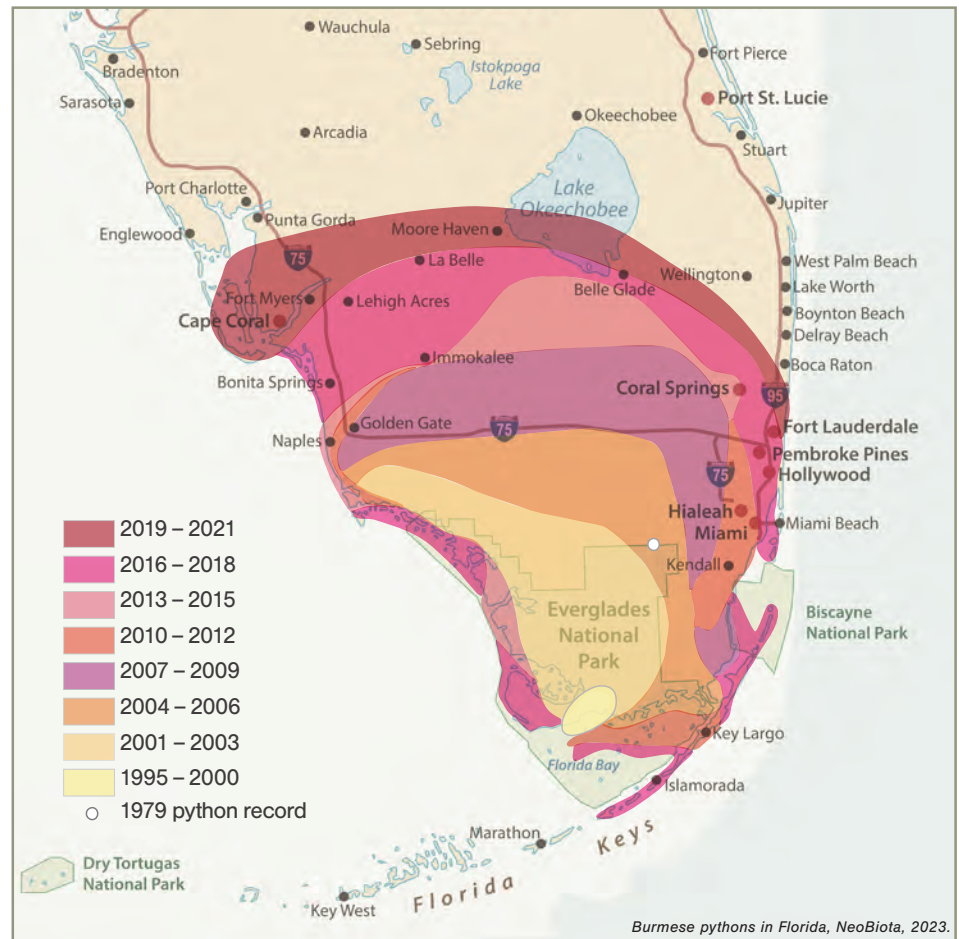 Wauchula
Sebring
Istokpoga
Lake
Fort Pierce
Bradenton
Sarasota
Port St. Lucie
Okeechobee
Arcadia
Stuart
Port Charlotte
Lake
Okeechobee
Jupiter
Punta Gorda
Englewood
Moore Haven
75
La Belle
West Palm Beach
Wellington
Belle Glade
Lake Worth
Fort Myers
Lehigh Acres
Cape Coral
Boynton Beach
Delray Beach
Immokalee
Boca Raton
Bonita Springs
Coral Springs
95
Golden Gate
75
Fort Lauderdale
Naples
Pembroke Pines
75
Hollywood
Hialeah
Miami
Miami Beach
Kendall
2019 – 2021
2016 – 2018
2013 – 2015
2010 – 2012
2007 – 2009
2004 – 2006
2001 – 2003
1995 – 2000
1979 python record
Everglades
National
Park
Biscayne
National Park
Key Largo
Florida Bay
Islamorada
Marathon
Keys
Dry Tortugas
National Park
Florida
Key West
Burmese pythons in Florida, NeoBiota, 2023.